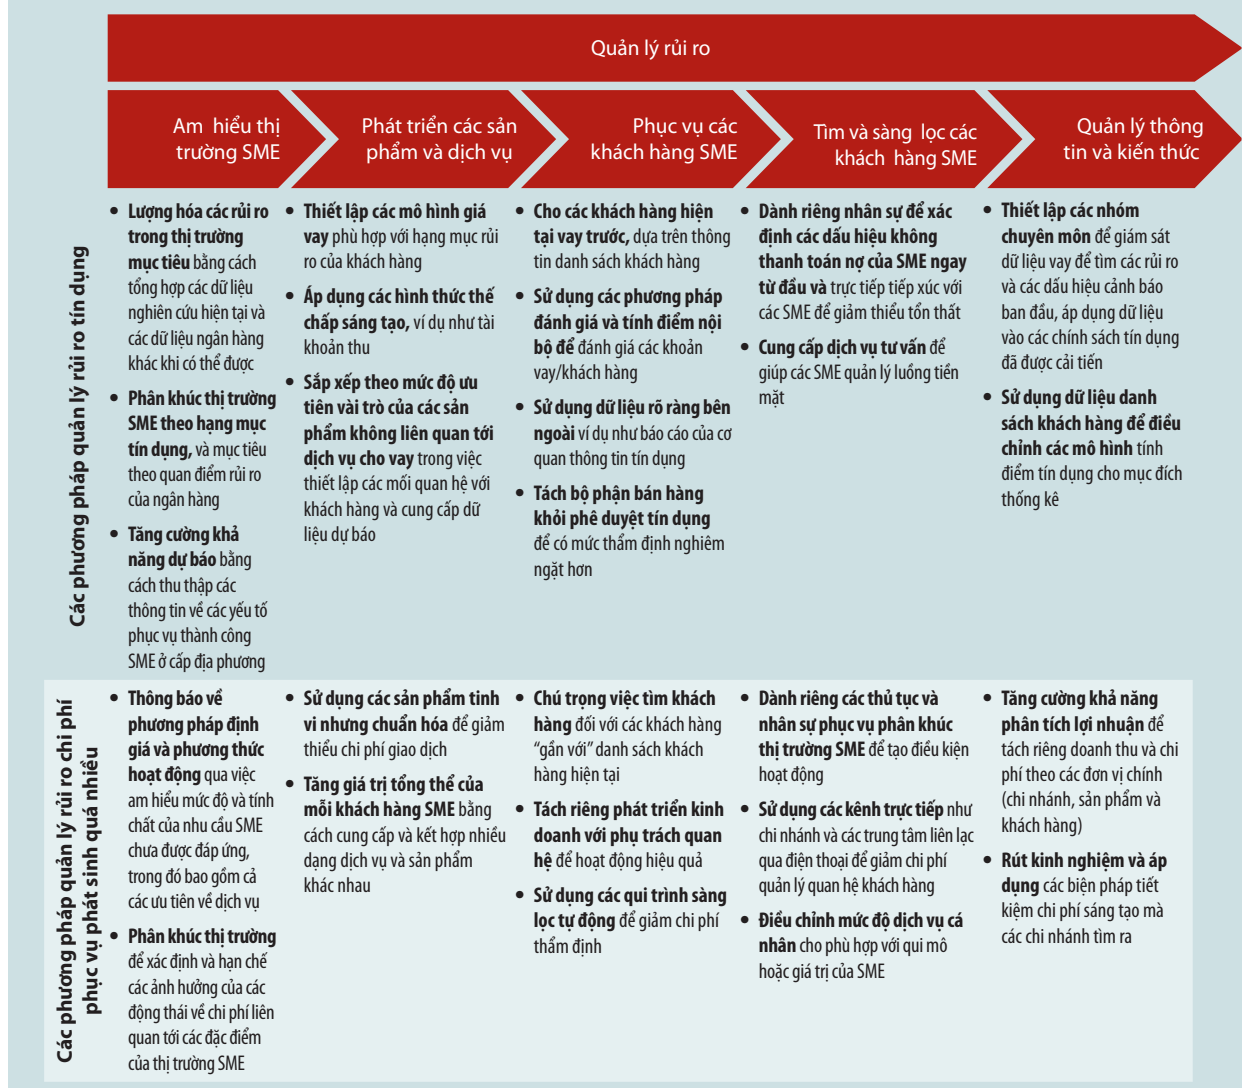 Quản lý rủi ro
Am hiểu thị
trường SME
Phát triển các sản
phẩm và dịch vụ
Phục vụ các
khách hàng SME
Tìm và sàng lọc các
khách hàng SME
Quản lý thông
tin và kiến thức
Các phương pháp quản lý rủi ro tín dụng
• Lượng hóa các rủi ro
trong thị trường
mục tiêu bằng cách
tổng hợp các dữ liệu
nghiên cứu hiện tại và
các dữ liệu ngân hàng
khác khi có thể được
• Phân khúc thị trường
SME theo hạng mục
tín dụng, và mục tiêu
theo quan điểm rủi ro
của ngân hàng
• Tăng cường khả
năng dự báo bằng
cách thu thập các
thông tin về các yếu tố
phục vụ thành công
SME ở cấp địa phương
• Thiết lập các mô hình giá
vay phù hợp với hạng mục rủi
ro của khách hàng
• Áp dụng các hình thức thế
chấp sáng tạo, ví dụ như tài
khoản thu
• Sắp xếp theo mức độ ưu
tiên vài trò của các sản
phẩm không liên quan tới
dịch vụ cho vay trong việc
thiết lập các mối quan hệ với
khách hàng và cung cấp dữ
liệu dự báo
• Cho các khách hàng hiện
tại vay trước, dựa trên thông
tin danh sách khách hàng
• Sử dụng các phương pháp
đánh giá và tính điểm nội
bộ để đánh giá các khoản
vay/khách hàng
• Sử dụng dữ liệu rõ ràng bên
ngoài ví dụ như báo cáo của cơ
quan thông tin tín dụng
• Tách bộ phận bán hàng
khỏi phê duyệt tín dụng
để có mức thẩm định nghiêm
ngặt hơn
• Dành riêng nhân sự để xác
định các dấu hiệu không
thanh toán nợ của SME ngay
từ đầu và trực tiếp tiếp xúc với
các SME để giảm thiểu tổn thất
• Cung cấp dịch vụ tư vấn để
giúp các SME quản lý luồng tiền
mặt
• Thiết lập các nhóm
chuyên môn để giám sát
dữ liệu vay để tìm các rủi ro
và các dấu hiệu cảnh báo
ban đầu, áp dụng dữ liệu
vào các chính sách tín dụng
đã được cải tiến
• Sử dụng dữ liệu danh
sách khách hàng để điều
chỉnh các mô hình tính
điểm tín dụng cho mục đích
thống kê
Các phương pháp quản lý rủi ro chi phí
phục vụ phát sinh quá nhiều
• Thông báo về
phương pháp định
giá và phương thức
hoạt động qua việc
am hiểu mức độ và tính
chất của nhu cầu SME
chưa được đáp ứng,
trong đó bao gồm cả
các ưu tiên về dịch vụ
• Phân khúc thị trường
để xác định và hạn chế
các ảnh hưởng của các
động thái về chi phí liên
quan tới các đặc điểm
của thị trường SME
• Sử dụng các sản phẩm tinh
vi nhưng chuẩn hóa để giảm
thiểu chi phí giao dịch
• Tăng giá trị tổng thể của
mỗi khách hàng SME bằng
cách cung cấp và kết hợp nhiều
dạng dịch vụ và sản phẩm
khác nhau
• Chú trọng việc tìm khách
hàng đối với các khách hàng
“gần với” danh sách khách
hàng hiện tại
• Tách riêng phát triển kinh
doanh với phụ trách quan
hệ để hoạt động hiệu quả
• Sử dụng các qui trình sàng
lọc tự động để giảm chi phí
thẩm định
• Dành riêng các thủ tục và
nhân sự phục vụ phân khúc
thị trường SME để tạo điều kiện
hoạt động
• Sử dụng các kênh trực tiếp như
chi nhánh và các trung tâm liên lạc
qua điện thoại để giảm chi phí
quản lý quan hệ khách hàng
• Điều chỉnh mức độ dịch vụ cá
nhân cho phù hợp với qui mô
hoặc giá trị của SME
• Tăng cường khả năng
phân tích lợi nhuận để
tách riêng doanh thu và chi
phí theo các đơn vị chính
(chi nhánh, sản phẩm và
khách hàng)
• Rút kinh nghiệm và áp
dụng các biện pháp tiết
kiệm chi phí sáng tạo mà
các chi nhánh tìm ra